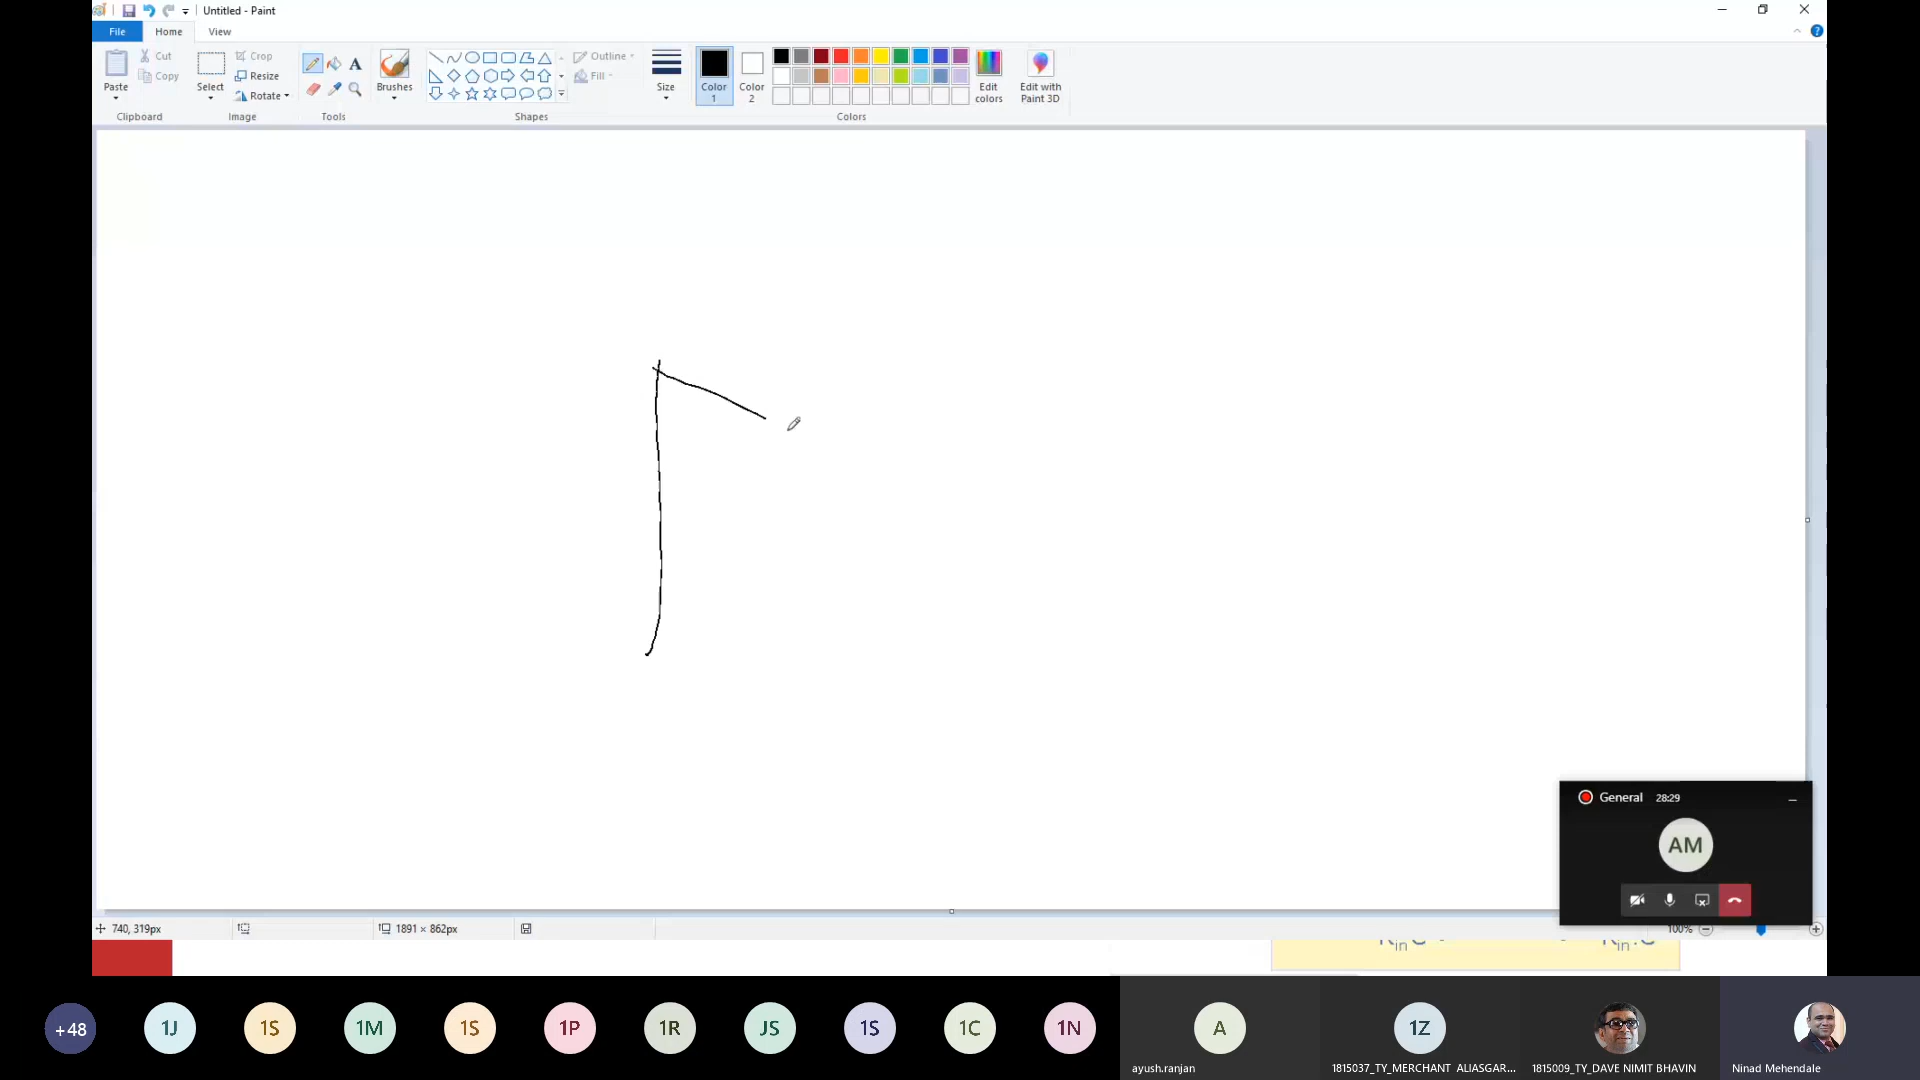 Untitled - Paint
File Home View
Paste
Cut
Copy
Clipboard
Select
Crop
Resize
Rotate
Image
A
Tools
Brushes
Shapes
Outline
Fill
Size
Color 1
Color 2
Edit colors
Edit with Paint 3D
Colors
General 28:29
AM
740, 319px
1891 × 862px
100%
+48
1J
1S
1M
1S
1P
1R
JS
1S
1C
1N
A
ayush.ranjan
1Z
1815037_TY_MERCHANT ALIASGAR...
1815009_TY_DAVE NIMIT BHAVIN
Ninad Mehendale